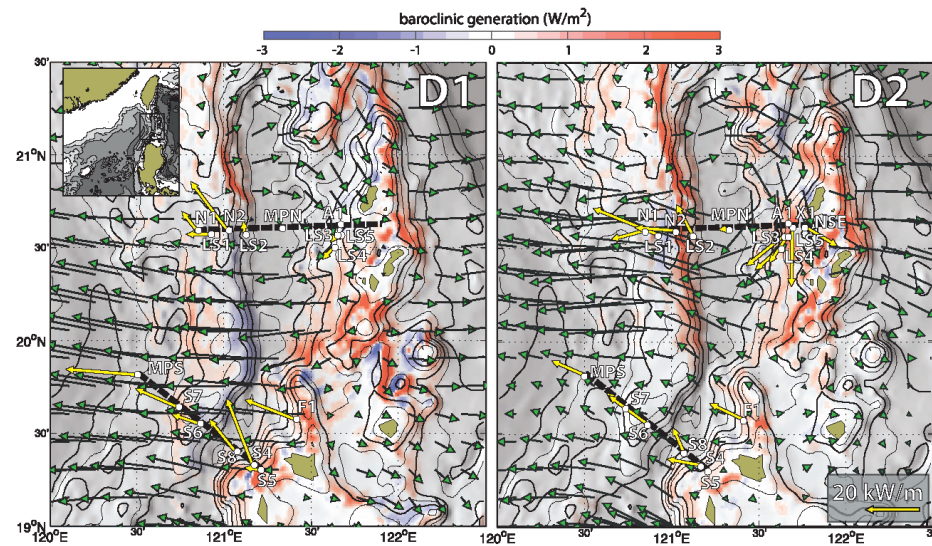 baroclinic generation (W/m²)
-3 -2 -1 0 1 2 3
D1 D2
30'
21°N
30'
20°N
30'
19°N
N1 N2 MPN A1
LS1 LS2 LS3 LS5
LS4
MPS
S7
S6
F1
S8 S4
S5
N1 N2 MPN A1 X1
NSE
LS1 LS2 LS3 LS5
LS4
MPS
S7
S6
F1
S8
S4
S5
20 kW/m
120°E 30' 121°E 30' 122°E
120°E 30' 121°E 30' 122°E